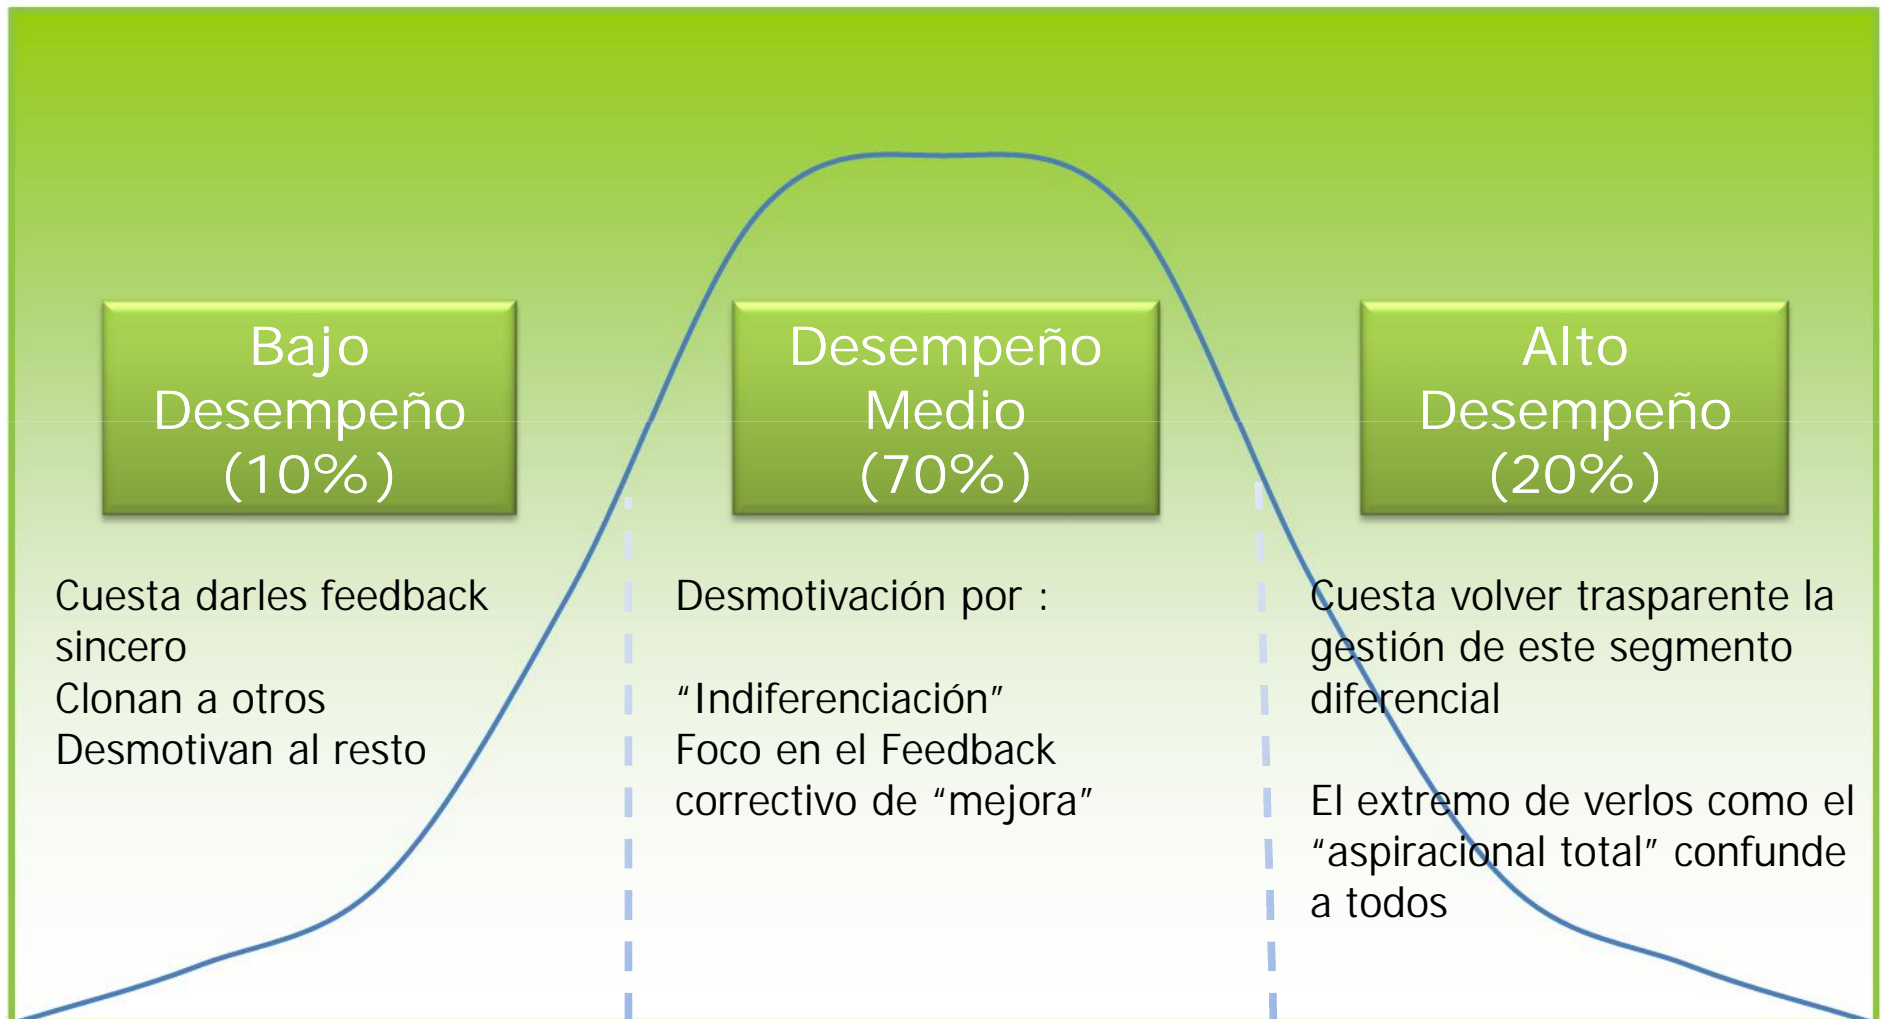 Bajo
Desempeño
(10%)
Cuesta darles feedback
sincero
Clonan a otros
Desmotivan al resto
Desempeño
Medio
(70%)
Desmotivación por :
“Indiferenciación”
Foco en el Feedback
correctivo de “mejora”
Alto
Desempeño
(20%)
Cuesta volver trasparente la
gestión de este segmento
diferencial
El extremo de verlos como el
“aspiracional total” confunde
a todos